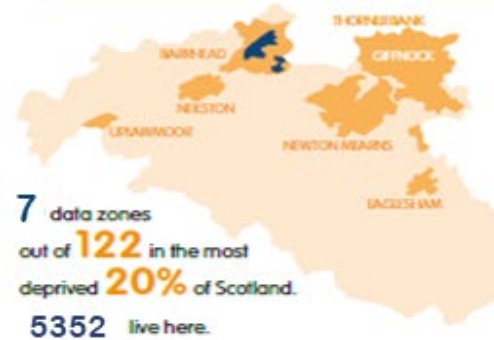 THORNLIEBANK
BARRHEAD
GIFFNOCK
NEILSTON
UPLAWMOOR
NEWTON MEARNS
EAGLESHAM
7 data zones
out of 122 in the most
deprived 20% of Scotland.
5352 live here.